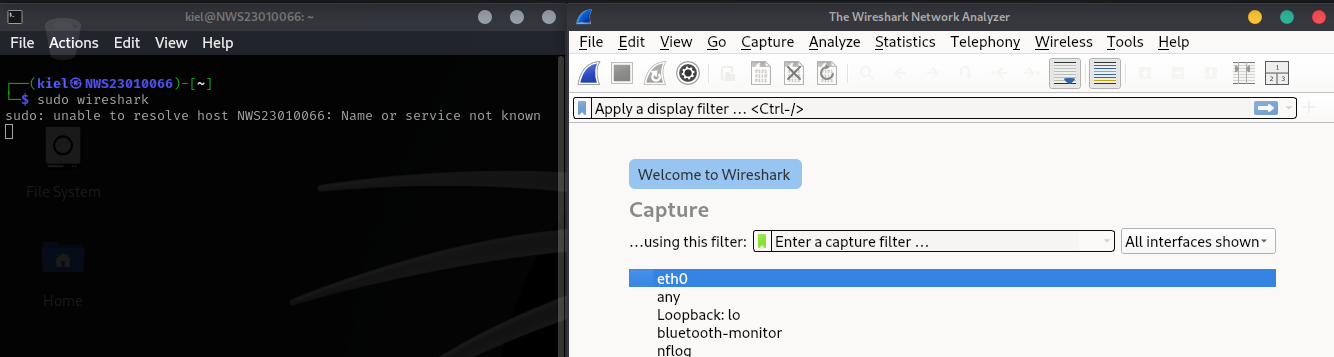 kiel@NWS23010066: ~
File Actions Edit View Help
┌──(kiel㉿NWS23010066)-[~]
└─$ sudo wireshark
sudo: unable to resolve host NWS23010066: Name or service not known
File System
Home
The Wireshark Network Analyzer
File Edit View Go Capture Analyze Statistics Telephony Wireless Tools Help
Apply a display filter … <Ctrl-/>
Welcome to Wireshark
Capture
…using this filter: Enter a capture filter … All interfaces shown
eth0
any
Loopback: lo
bluetooth-monitor
nflog